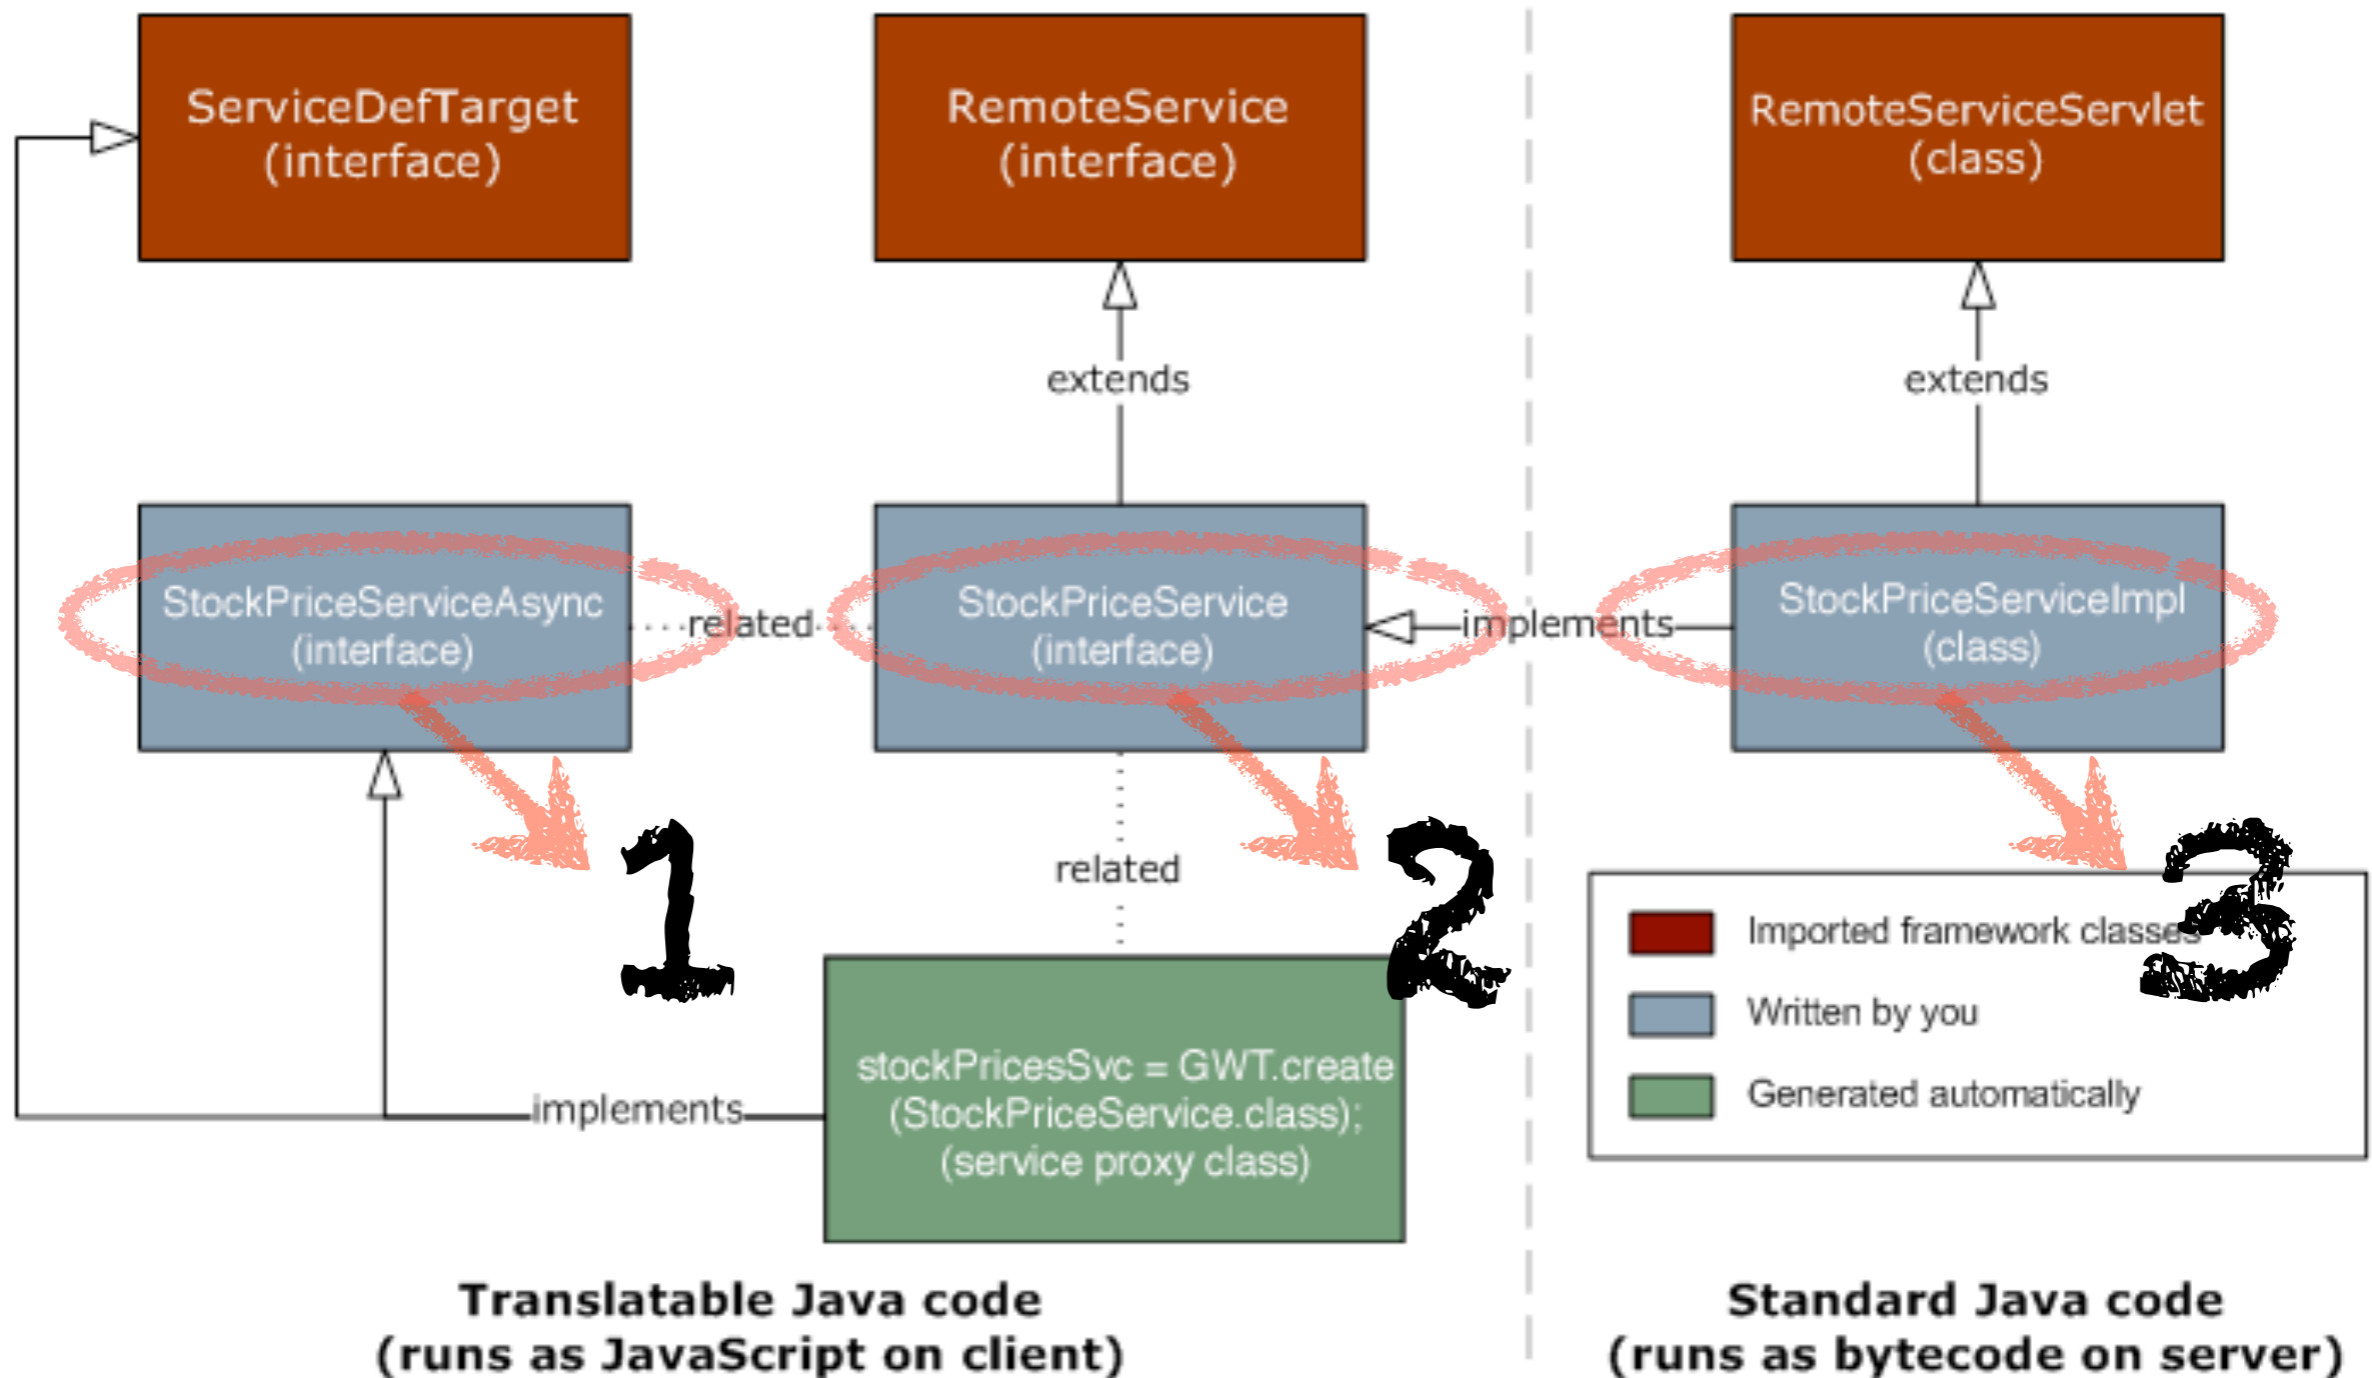 ServiceDefTarget
(interface)
RemoteService
(interface)
RemoteServiceServlet
(class)
extends
extends
StockPriceServiceAsync
(interface)
related
StockPriceService
(interface)
implements
StockPriceServiceImpl
(class)
1
2
3
related
Imported framework classes
Written by you
Generated automatically
implements
stockPricesSvc = GWT.create
(StockPriceService.class);
(service proxy class)
Translatable Java code
(runs as JavaScript on client)
Standard Java code
(runs as bytecode on server)